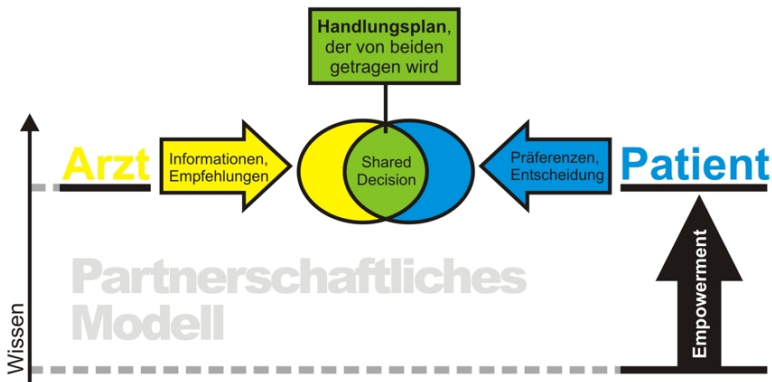 Handlungsplan,
der von beiden
getragen wird
Arzt
Informationen,
Empfehlungen
Shared
Decision
Präferenzen,
Entscheidung
Patient
Partnerschaftliches
Modell
Empowerment
Wissen